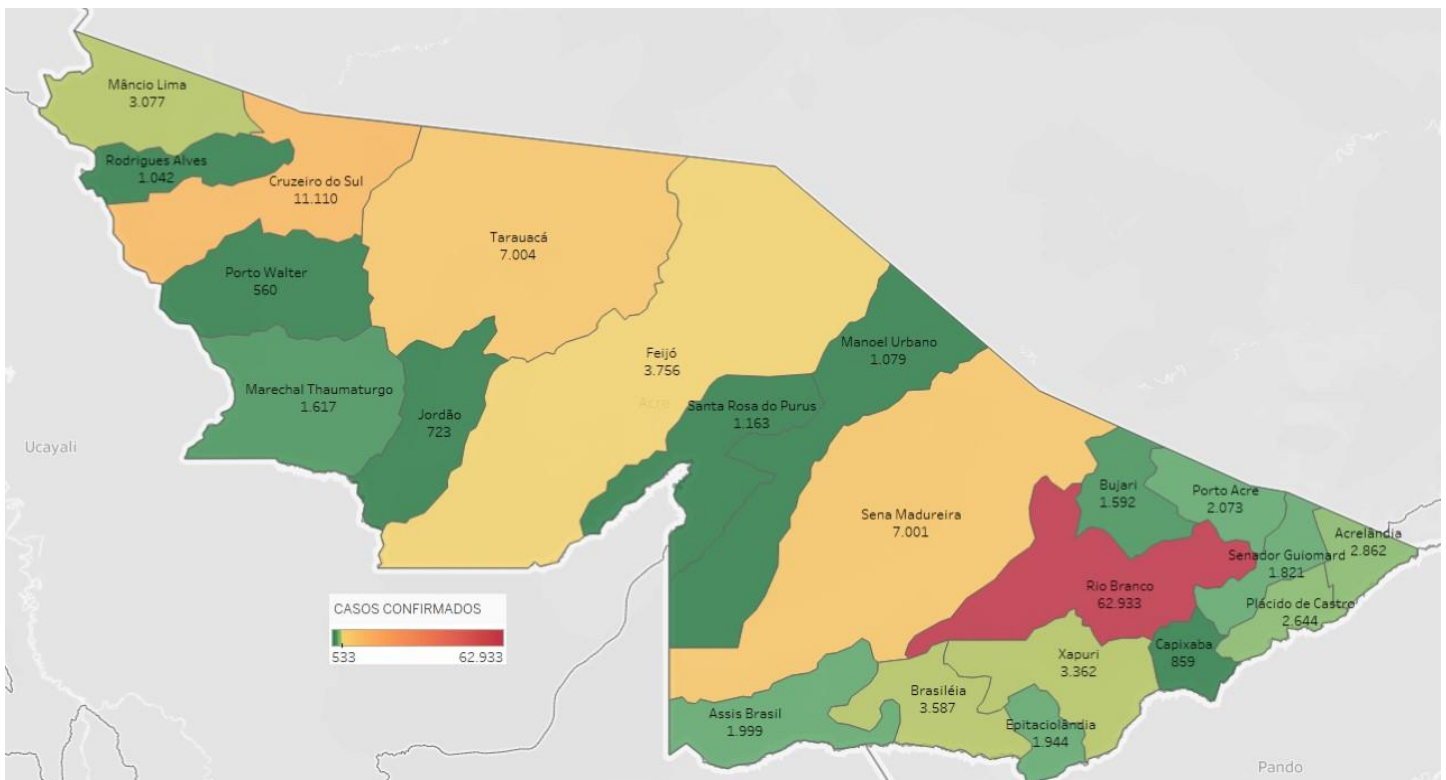 Mâncio Lima
3.077
Rodrigues Alves
1.042
Cruzeiro do Sul
11.110
Tarauacá
7.004
Porto Walter
560
Feijó
3.756
Manoel Urbano
1.079
Marechal Thaumaturgo
1.617
Jordão
723
Acre
Santa Rosa do Purus
1.163
Ucayali
Sena Madureira
7.001
Bujari
1.592
Porto Acre
2.073
Acrelândia
2.862
Senador Guiomard
1.821
Rio Branco
62.933
Plácido de Castro
2.644
CASOS CONFIRMADOS
533
62.933
Capixaba
859
Xapuri
3.362
Brasiléia
3.587
Assis Brasil
1.999
Epitaciolândia
1.944
Pando